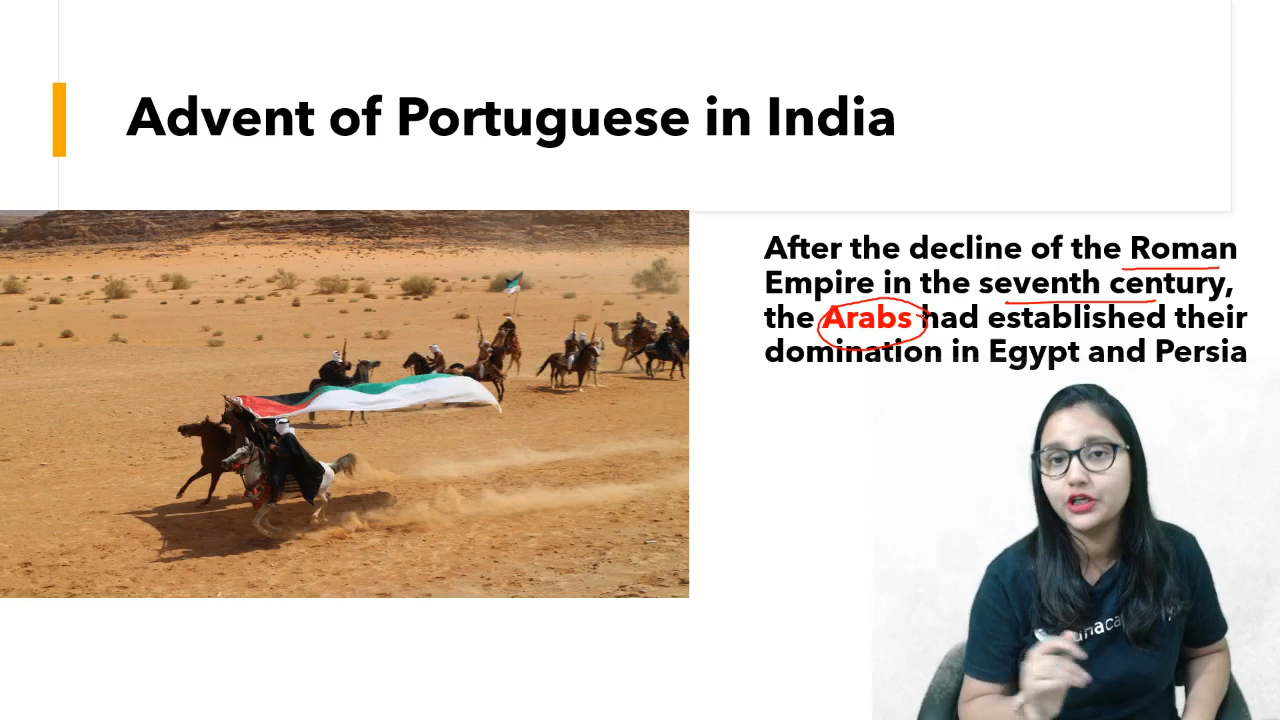 Advent of Portuguese in India
After the decline of the Roman
Empire in the seventh century,
the Arabs had established their
domination in Egypt and Persia
unaca